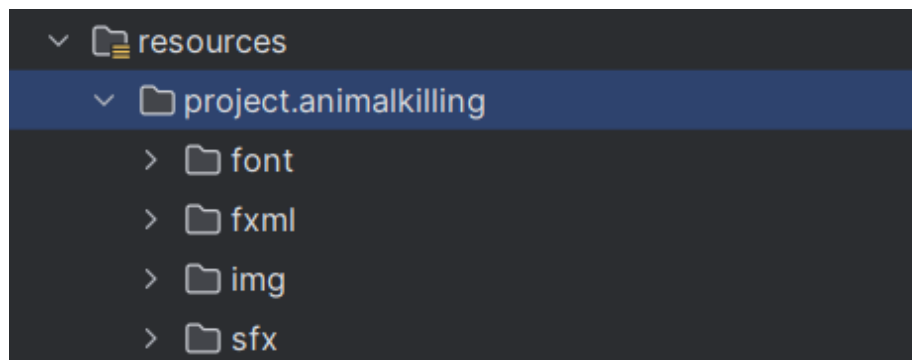 resources
project.animalkilling
font
fxml
img
sfx